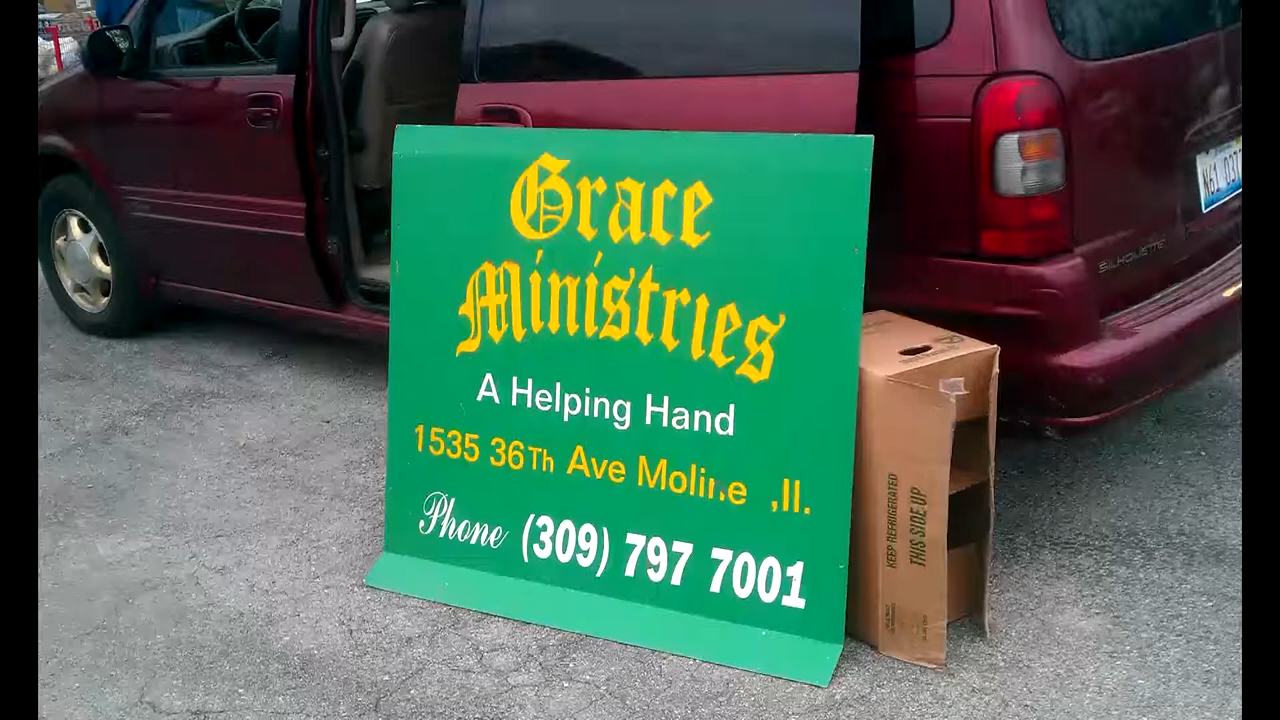 Grace
Ministries
A Helping Hand
1535 36Th Ave Moline ,Il.
Phone (309) 797 7001
SILHOUETTE
KEEP REFRIGERATED
THIS SIDE UP